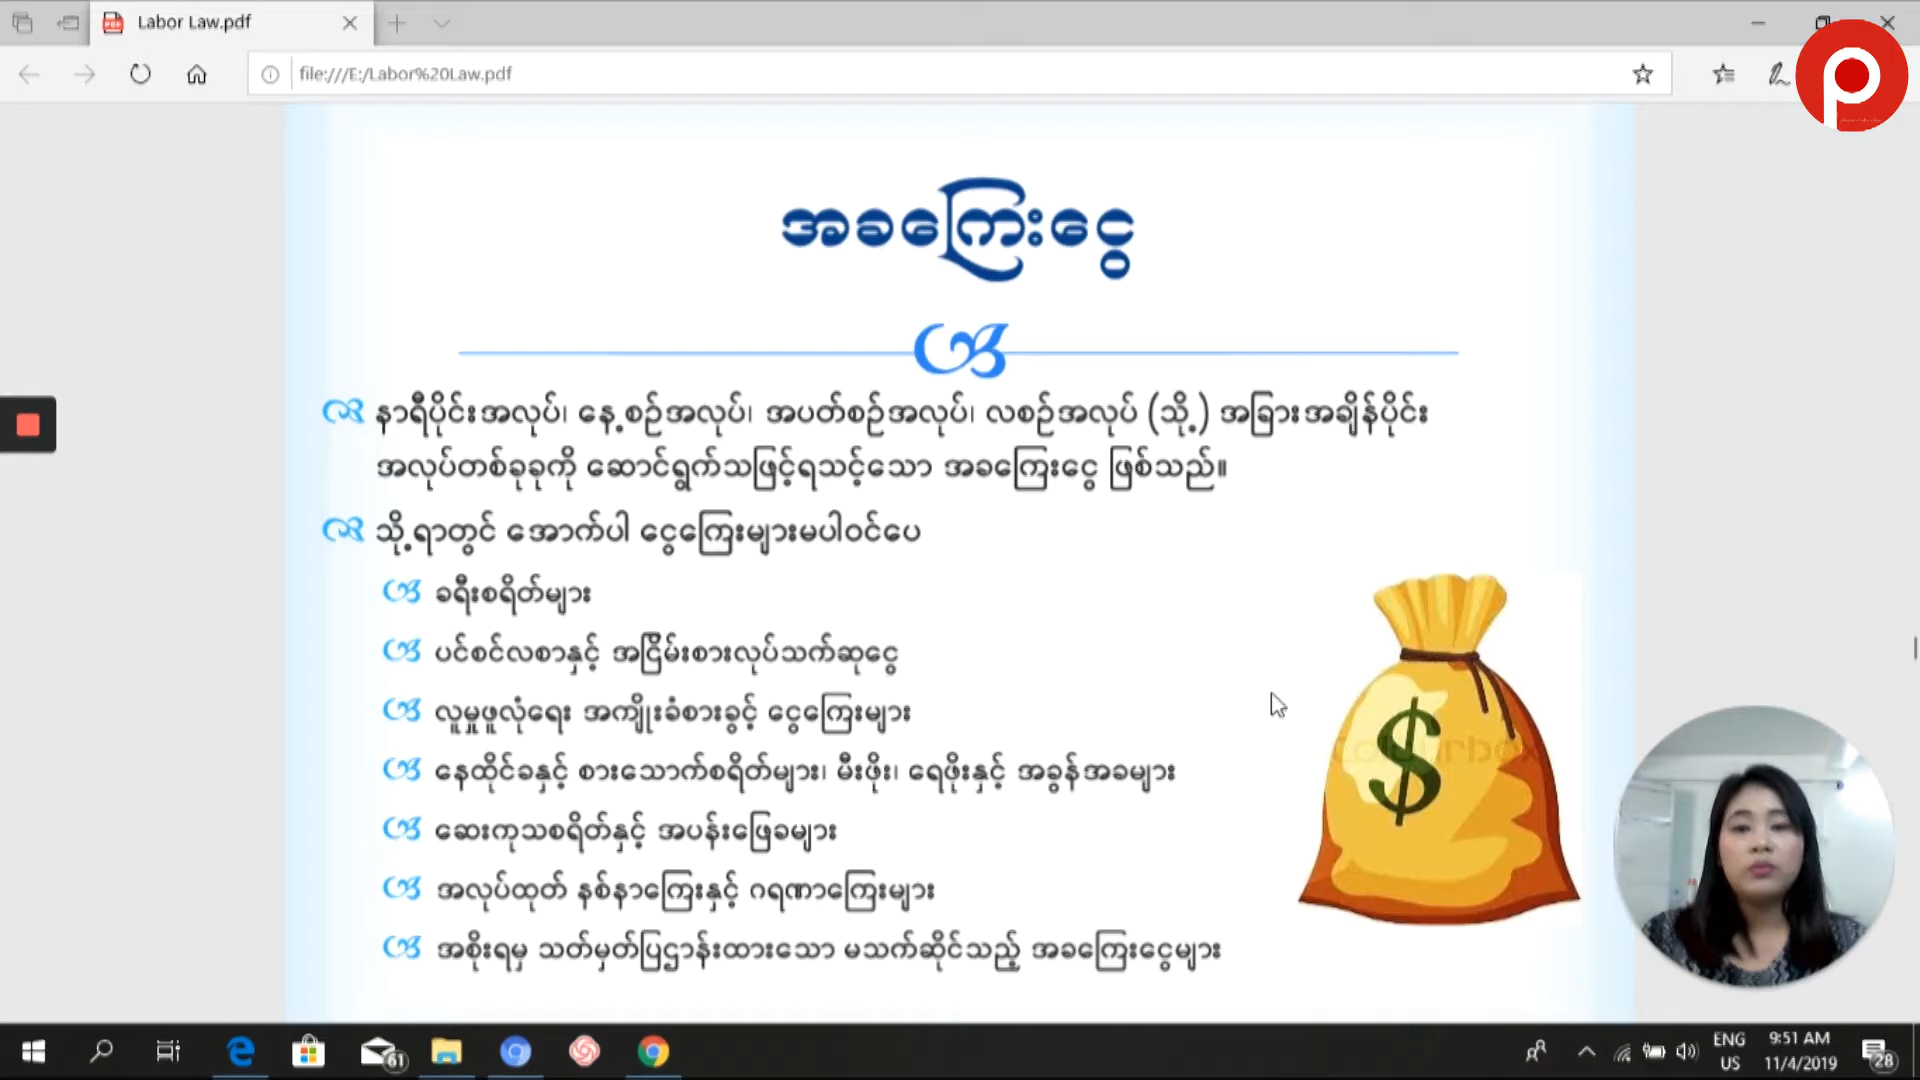 Labor Law.pdf
file:///E:/Labor%20Law.pdf
အခကြေးငွေ
နာရီပိုင်းအလုပ်၊ နေ့စဉ်အလုပ်၊ အပတ်စဉ်အလုပ်၊ လစဉ်အလုပ် (သို့) အခြားအချိန်ပိုင်း
အလုပ်တစ်ခုခုကို ဆောင်ရွက်သဖြင့်ရသင့်သော အခကြေးငွေ ဖြစ်သည်။
သို့ရာတွင် အောက်ပါ ငွေကြေးများမပါဝင်ပေ
ခရီးစရိတ်များ
ပင်စင်လစာနှင့် အငြိမ်းစားလုပ်သက်ဆုငွေ
လူမှုဖူလုံရေး အကျိုးခံစားခွင့် ငွေကြေးများ
နေထိုင်ခနှင့် စားသောက်စရိတ်များ၊ မီးဖိုး၊ ရေဖိုးနှင့် အခွန်အခများ
ဆေးကုသစရိတ်နှင့် အပန်းဖြေခများ
အလုပ်ထုတ် နစ်နာကြေးနှင့် ဂရုဏာကြေးများ
အစိုးရမှ သတ်မှတ်ပြဋ္ဌာန်းထားသော မသက်ဆိုင်သည့် အခကြေးငွေများ
$
61
ENG
US
9:51 AM
11/4/2019
28